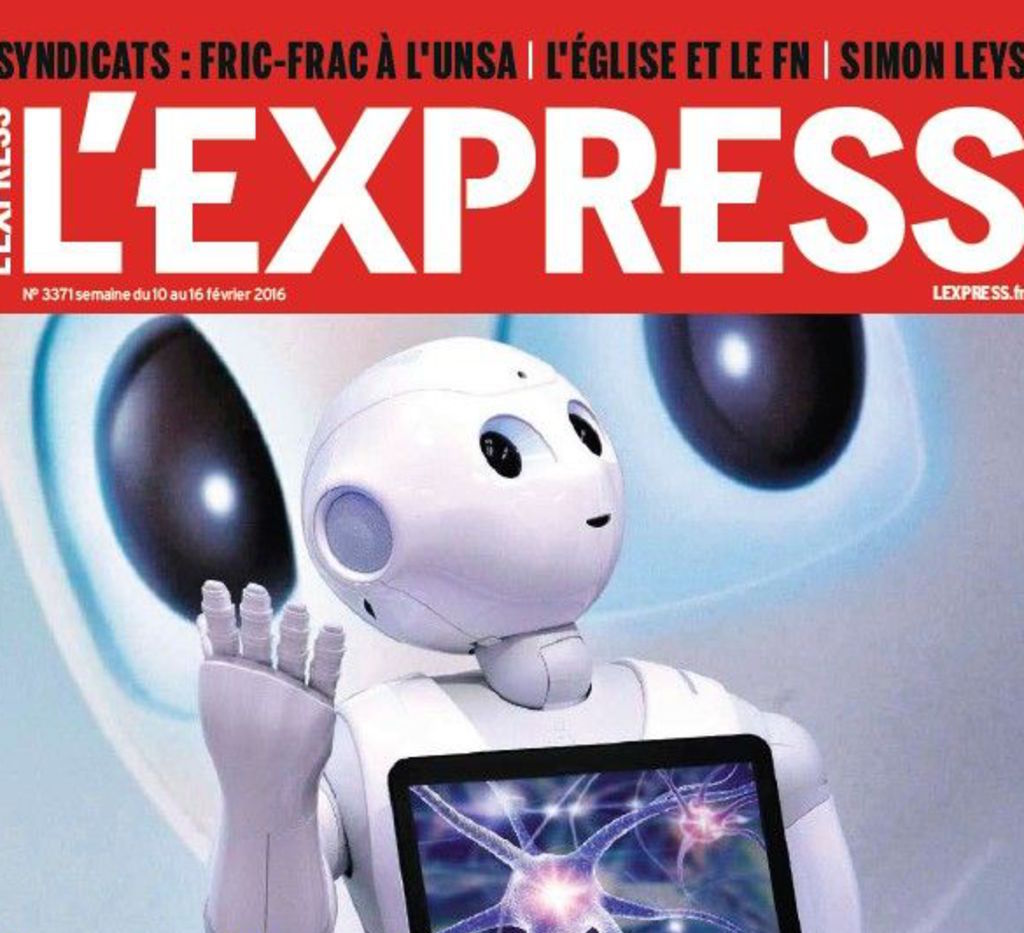 SYNDICATS : FRIC-FRAC À L'UNSA | L'ÉGLISE ET LE FN | SIMON LEYS
L'EXPRESS
L'EXPRESS
N° 3371 semaine du 10 au 16 février 2016
LEXPRESS.fr